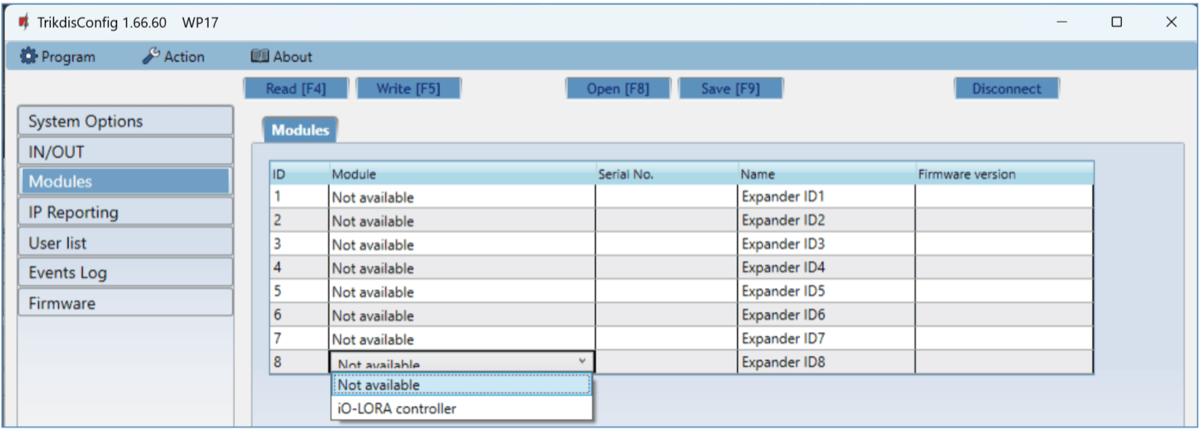 TrikdisConfig 1.66.60 WP17
Program Action About
Read [F4] Write [F5] Open [F8] Save [F9] Disconnect
System Options
IN/OUT
Modules
IP Reporting
User list
Events Log
Firmware
Modules
ID Module Serial No. Name Firmware version
1 Not available Expander ID1
2 Not available Expander ID2
3 Not available Expander ID3
4 Not available Expander ID4
5 Not available Expander ID5
6 Not available Expander ID6
7 Not available Expander ID7
8 Not available Expander ID8
Not available
iO-LORA controller